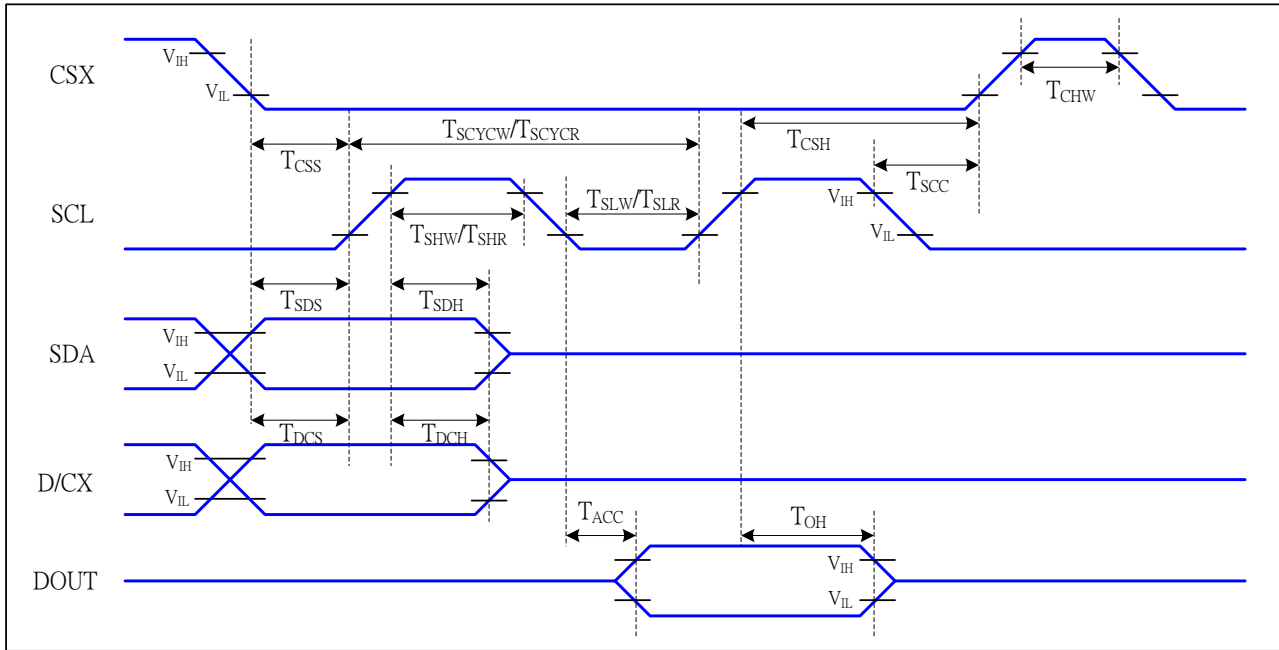 CSX
V_IH
V_IL
T_CHW
T_SCYCW/T_SCYCR
T_CSS
T_CSH
T_SCC
SCL
T_SLW/T_SLR
V_IH
V_IL
T_SHW/T_SHR
T_SDS
T_SDH
SDA
V_IH
V_IL
T_DCS
T_DCH
D/CX
V_IH
V_IL
T_ACC
T_OH
DOUT
V_IH
V_IL